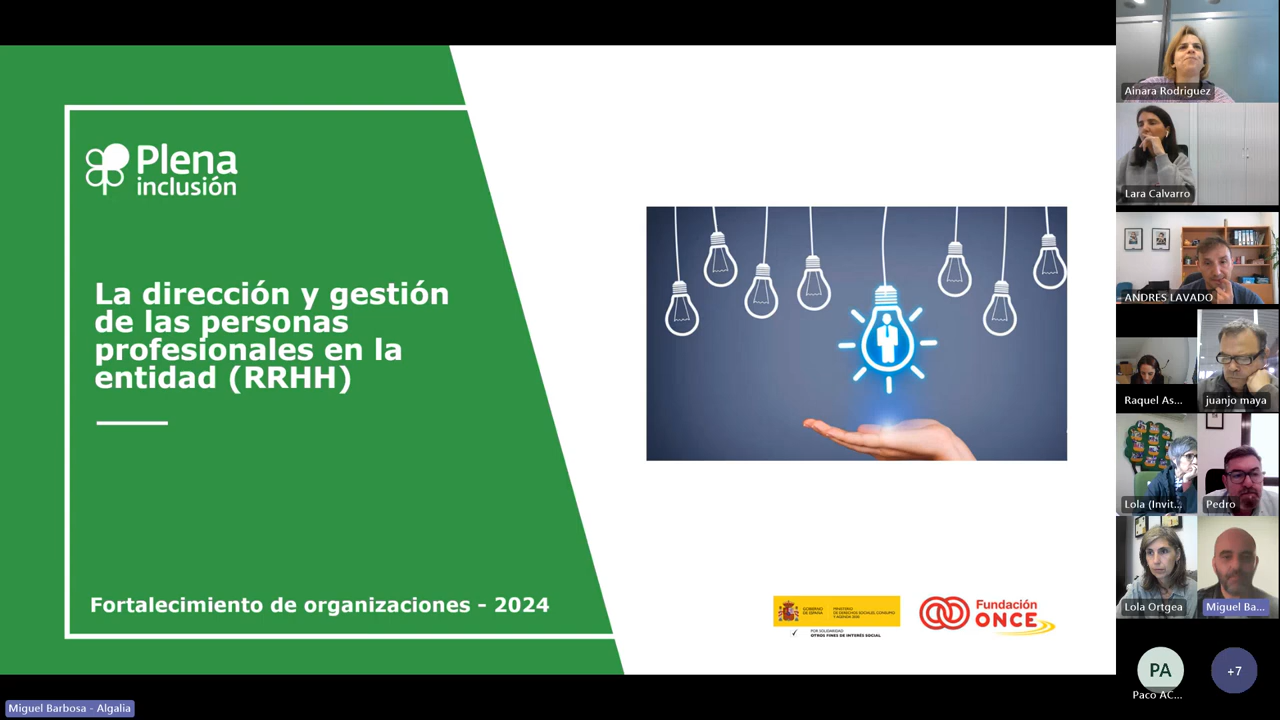 Plena
inclusión
La dirección y gestión
de las personas
profesionales en la
entidad (RRHH)
Fortalecimiento de organizaciones - 2024
GOBIERNO
DE ESPAÑA
MINISTERIO
DE DERECHOS SOCIALES, CONSUMO
Y AGENDA 2030
POR SOLIDARIDAD
OTROS FINES DE INTERÉS SOCIAL
Fundación
ONCE
Ainara Rodriguez
Lara Calvarro
ANDRES LAVADO
Raquel As...
juanjo maya
Lola (Invit...
Pedro
Lola Ortgea
Miguel Ba...
PA
Paco AC...
+7
Miguel Barbosa - Algalia